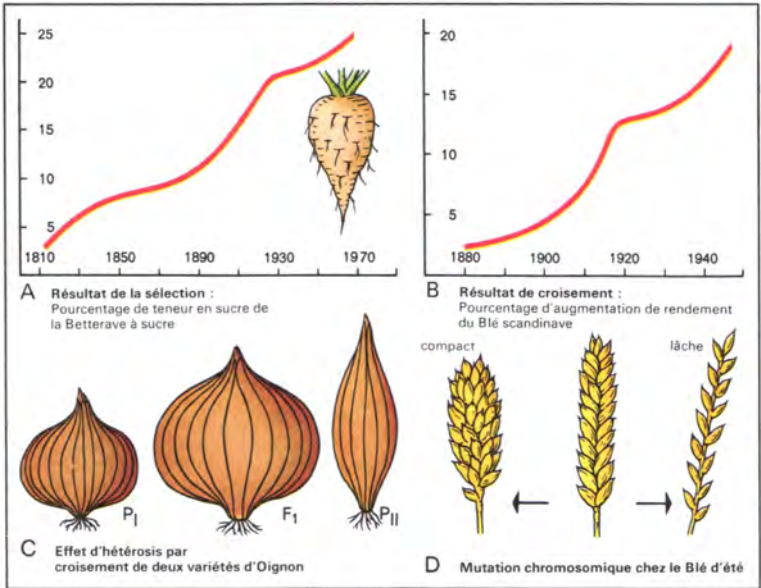 25
20
15
10
5
1810
1850
1890
1930
1970
A Résultat de la sélection :
Pourcentage de teneur en sucre de
la Betterave à sucre
20
15
10
5
1880
1900
1920
1940
B Résultat de croisement :
Pourcentage d'augmentation de rendement
du Blé scandinave
PI
F1
PII
C Effet d'hétérosis par
croisement de deux variétés d'Oignon
compact
lâche
D Mutation chromosomique chez le Blé d'été